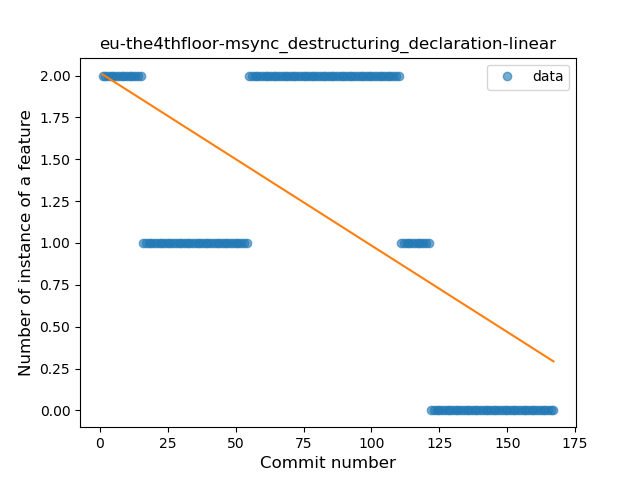 eu-the4thfloor-msync_destructuring_declaration-linear
data
Number of instance of a feature
2.00
1.75
1.50
1.25
1.00
0.75
0.50
0.25
0.00
0 25 50 75 100 125 150 175
Commit number